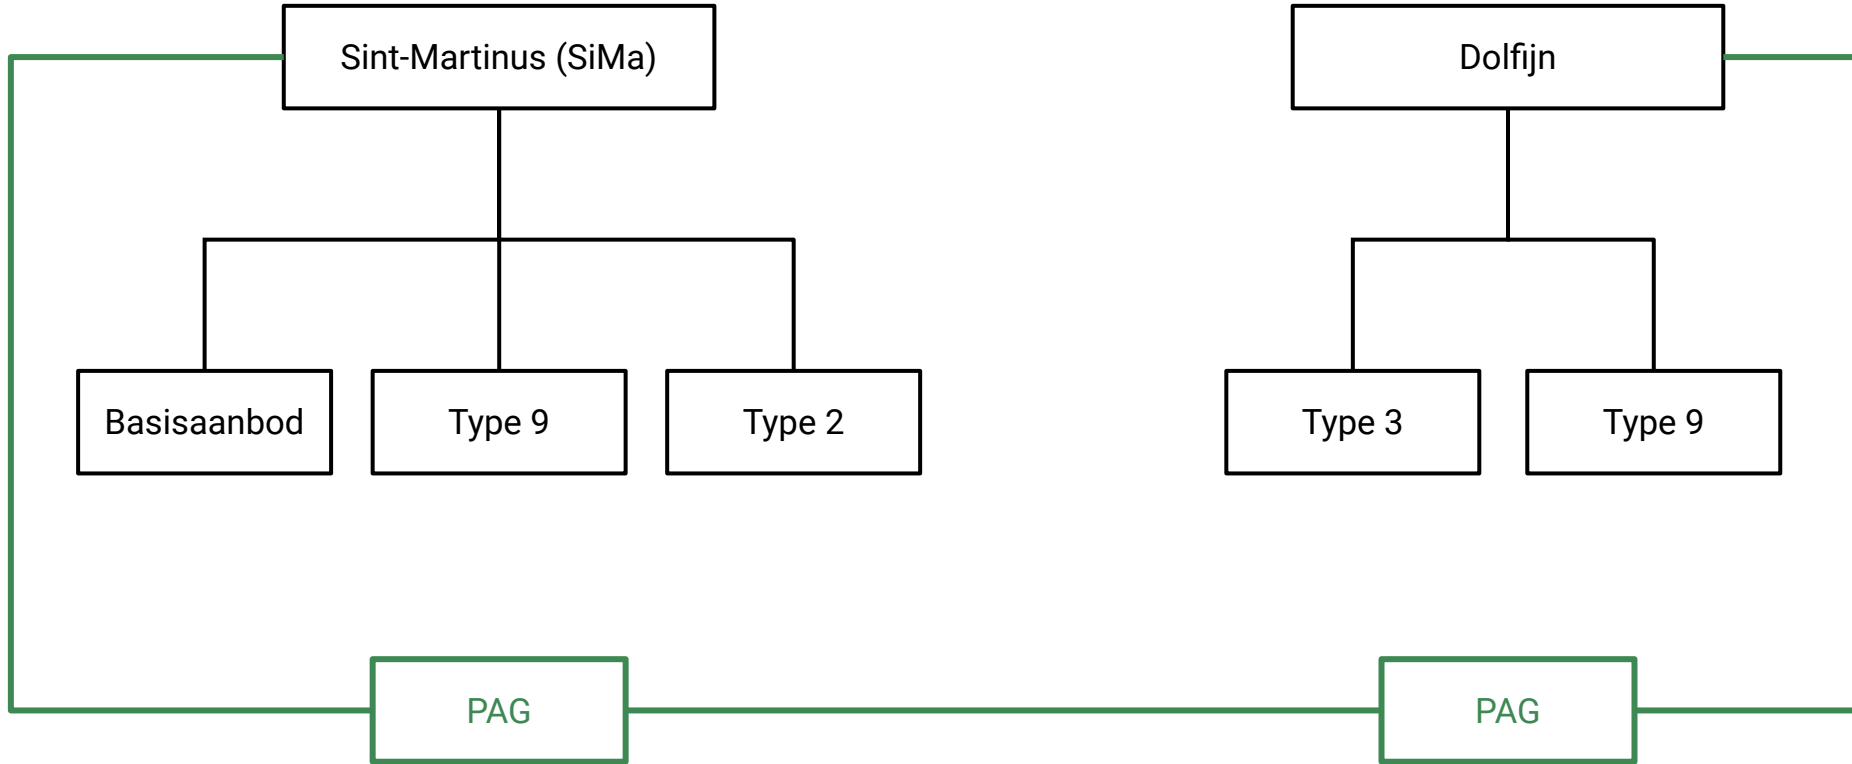 Sint-Martinus (SiMa)
Dolfijn
Basisaanbod
Type 9
Type 2
Type 3
Type 9
PAG
PAG